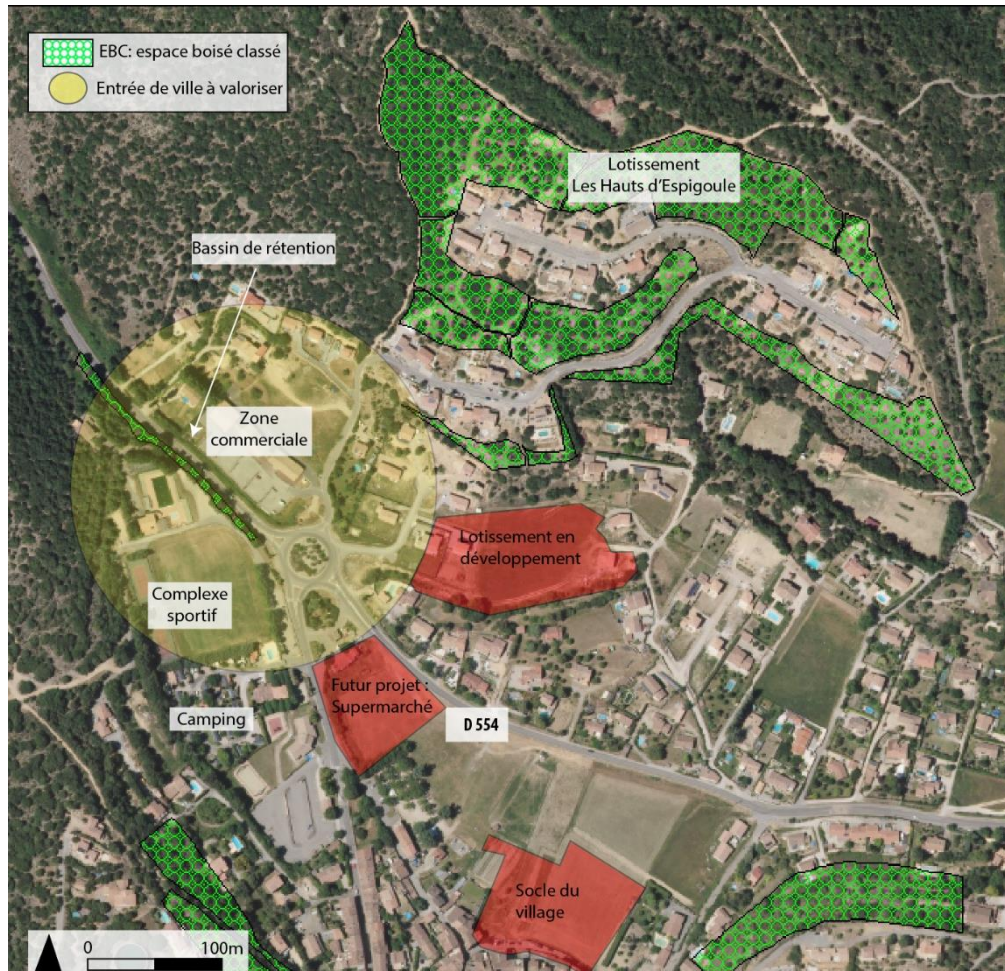 EBC: espace boisé classé
Entrée de ville à valoriser
Lotissement
Les Hauts d'Espigoule
Bassin de rétention
Zone
commerciale
Lotissement en
développement
Complexe
sportif
Futur projet :
Supermarché
Camping
D 554
Socle du
village
0 100m